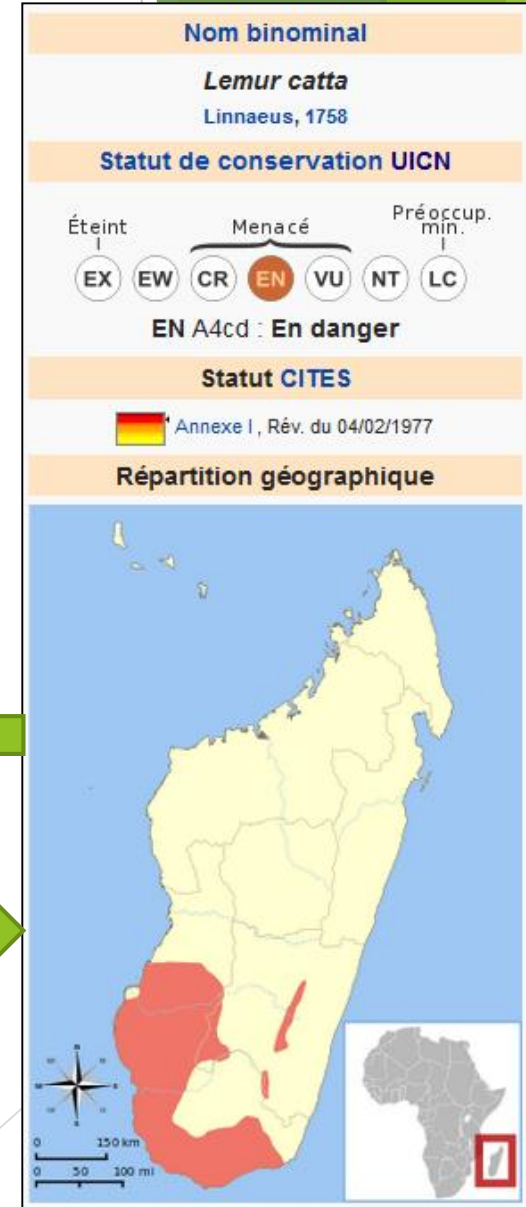 Nom binominal
Lemur catta
Linnaeus, 1758
Statut de conservation UICN
Éteint Menacé Préoccup. min.
EX EW CR EN VU NT LC
EN A4cd : En danger
Statut CITES
Annexe I , Rév. du 04/02/1977
Répartition géographique
0 150 km
0 50 100 mi